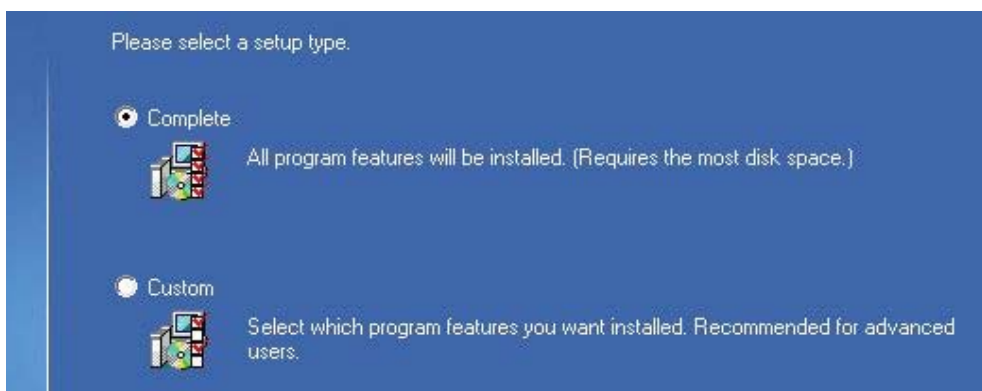 Please select a setup type.
Complete
All program features will be installed. (Requires the most disk space.)
Custom
Select which program features you want installed. Recommended for advanced
users.